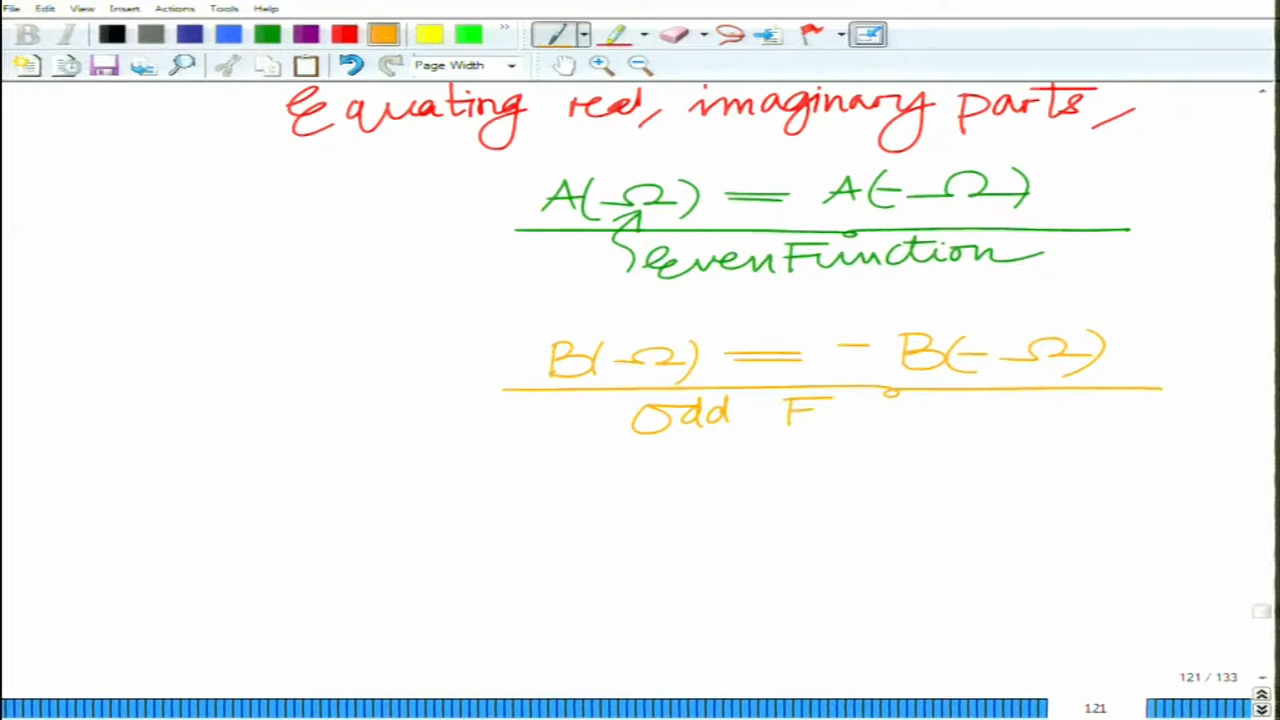 File Edit View Insert Actions Tools Help
B I
Page Width
Equating real, imaginary parts,
A(Ω) = A(-Ω)
Even Function
B(Ω) = - B(-Ω)
Odd F
121 / 133
121